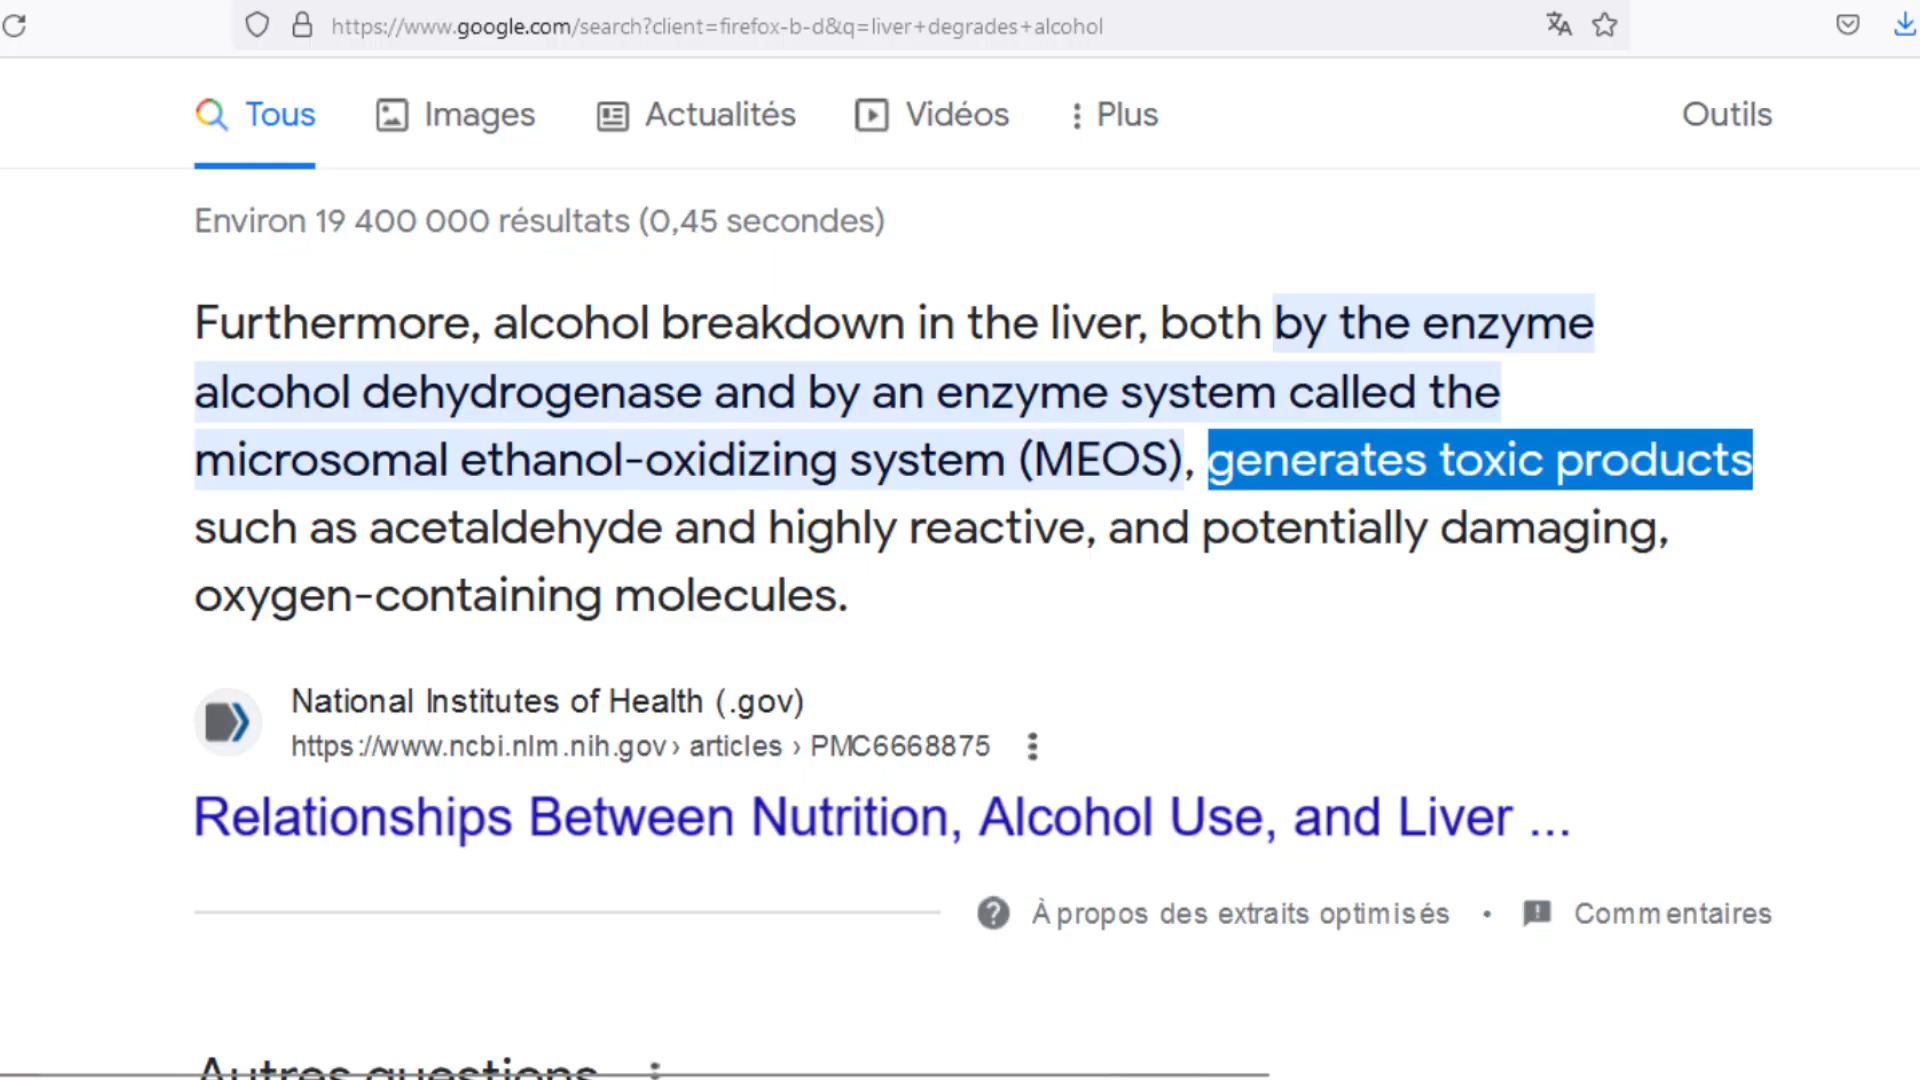 https://www.google.com/search?client=firefox-b-d&q=liver+degrades+alcohol
Tous Images Actualités Vidéos Plus Outils
Environ 19 400 000 résultats (0,45 secondes)
Furthermore, alcohol breakdown in the liver, both by the enzyme
alcohol dehydrogenase and by an enzyme system called the
microsomal ethanol-oxidizing system (MEOS), generates toxic products
such as acetaldehyde and highly reactive, and potentially damaging,
oxygen-containing molecules.
National Institutes of Health (.gov)
https://www.ncbi.nlm.nih.gov › articles › PMC6668875
Relationships Between Nutrition, Alcohol Use, and Liver ...
À propos des extraits optimisés • Commentaires
Autres questions